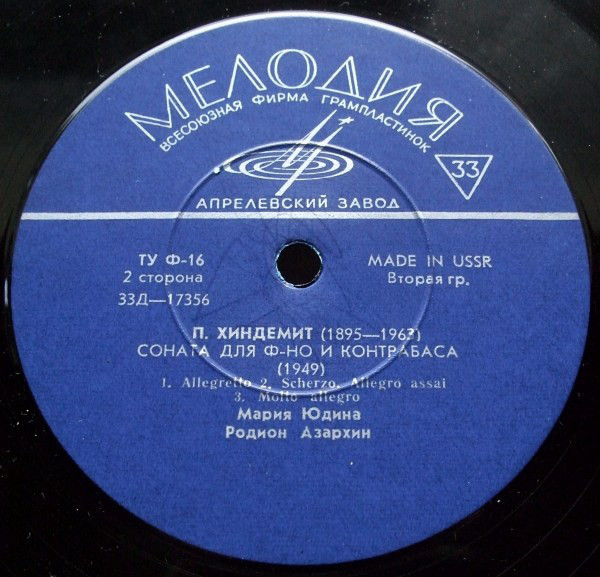 МЕЛОДИЯ
ВСЕСОЮЗНАЯ ФИРМА ГРАМПЛАСТИНОК
33
АПРЕЛЕВСКИЙ ЗАВОД
ТУ Ф-16
MADE IN USSR
2 сторона
Вторая гр.
33Д—17356
П. ХИНДЕМИТ (1895—1963)
СОНАТА ДЛЯ Ф-НО И КОНТРАБАСА
(1949)
1. Allegretto 2. Scherzo. Allegro assai
3. Molto allegro
Мария Юдина
Родион Азархин